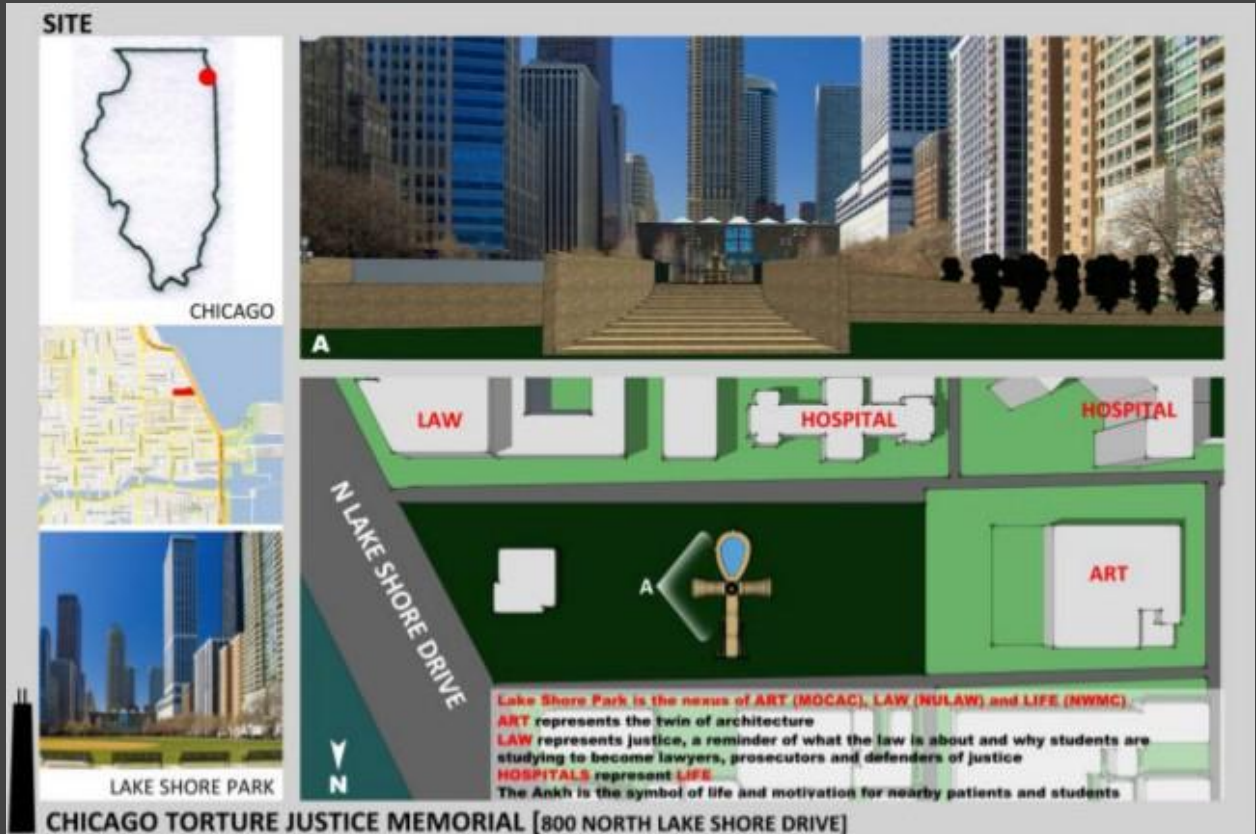 SITE
CHICAGO
A
LAW
HOSPITAL
HOSPITAL
N LAKE SHORE DRIVE
A
ART
Lake Shore Park is the nexus of ART (MOCAC), LAW (NULAW) and LIFE (NWMC)
ART represents the twin of architecture
LAW represents justice, a reminder of what the law is about and why students are
studying to become lawyers, prosecutors and defenders of justice
HOSPITALS represent LIFE
The Ankh is the symbol of life and motivation for nearby patients and students
N
LAKE SHORE PARK
CHICAGO TORTURE JUSTICE MEMORIAL [800 NORTH LAKE SHORE DRIVE]